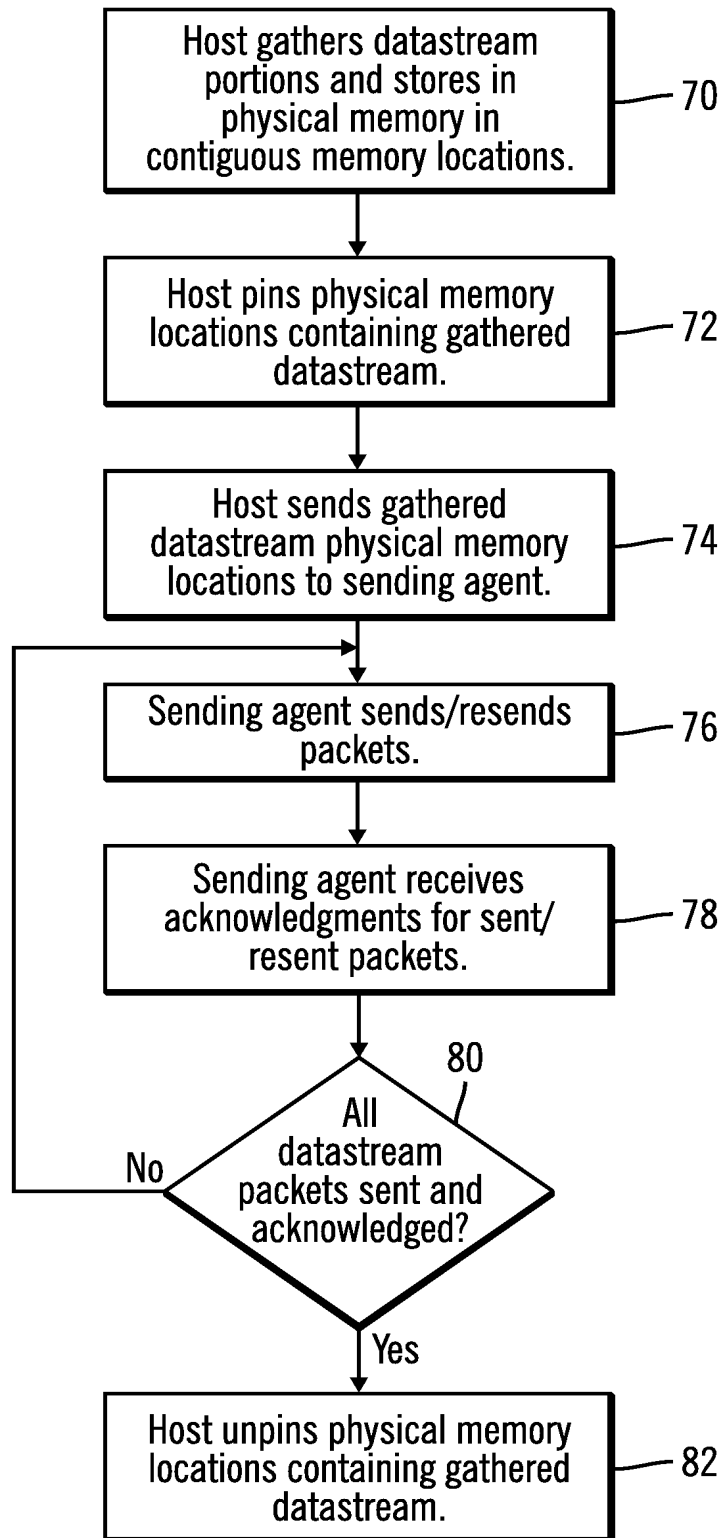 Host gathers datastream
portions and stores in
physical memory in
contiguous memory locations.
70
Host pins physical memory
locations containing gathered
datastream.
72
Host sends gathered
datastream physical memory
locations to sending agent.
74
Sending agent sends/resends
packets.
76
Sending agent receives
acknowledgments for sent/
resent packets.
78
80
All
datastream
packets sent and
acknowledged?
No
Yes
Host unpins physical memory
locations containing gathered
datastream.
82